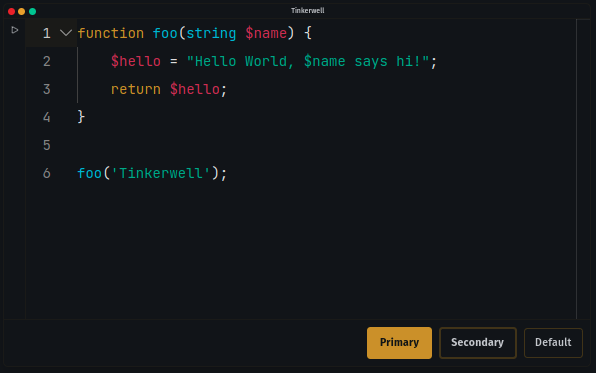 Tinkerwell
1 function foo(string $name) {
2 $hello = "Hello World, $name says hi!";
3 return $hello;
4 }
5
6 foo('Tinkerwell');
Primary Secondary Default